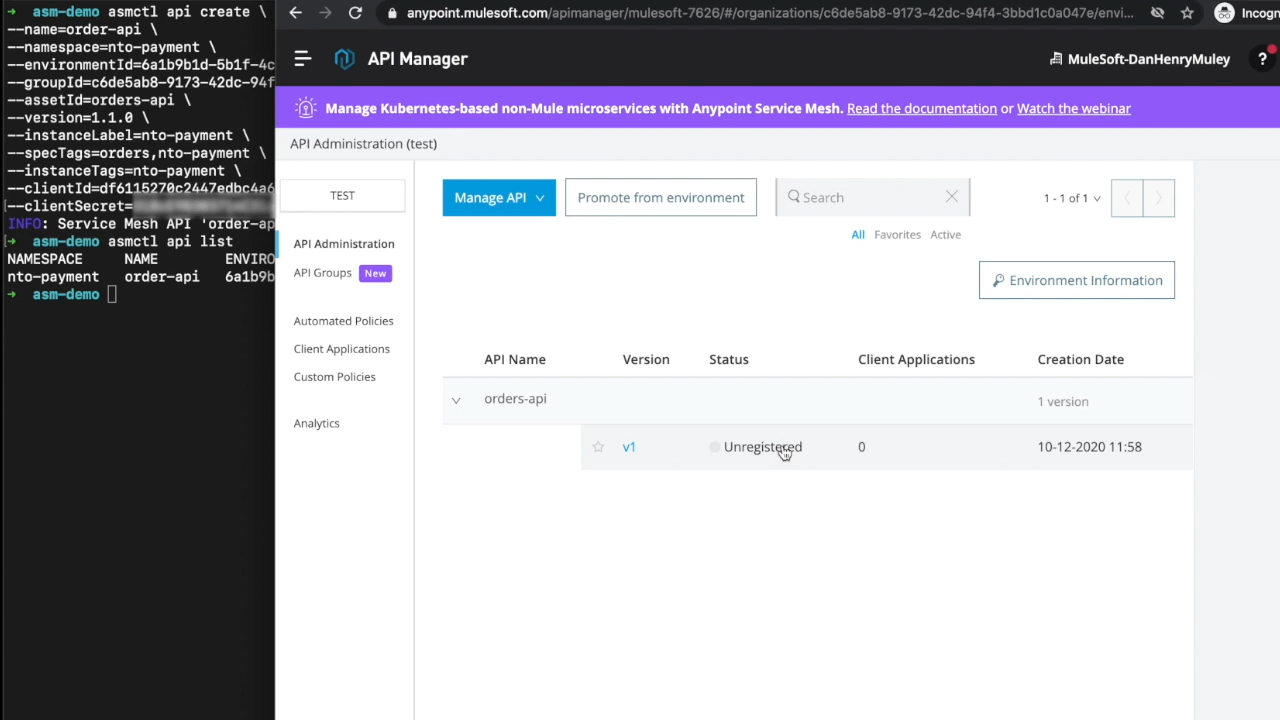 → asm-demo asmctl api create \
--name=order-api \
--namespace=nto-payment \
--environmentId=6a1b9b1d-5b1f-4c
--groupId=c6de5ab8-9173-42dc-94f
--assetId=orders-api \
--version=1.1.0 \
--instanceLabel=nto-payment \
--specTags=orders,nto-payment \
--instanceTags=nto-payment \
--clientId=df6115270c2447edbc4a6
--clientSecret=
INFO: Service Mesh API 'order-ap
→ asm-demo asmctl api list
NAMESPACE NAME ENVIRO
nto-payment order-api 6a1b9b
→ asm-demo
anypoint.mulesoft.com/apimanager/mulesoft-7626/#/organizations/c6de5ab8-9173-42dc-94f4-3bbd1c0a047e/envi...
Incogn
API Manager
MuleSoft-DanHenryMuley
?
Manage Kubernetes-based non-Mule microservices with Anypoint Service Mesh. Read the documentation or Watch the webinar
API Administration (test)
TEST
API Administration
API Groups New
Automated Policies
Client Applications
Custom Policies
Analytics
Manage API
Promote from environment
Search
1 - 1 of 1
All Favorites Active
Environment Information
API Name Version Status Client Applications Creation Date
orders-api 1 version
v1 Unregistered 0 10-12-2020 11:58